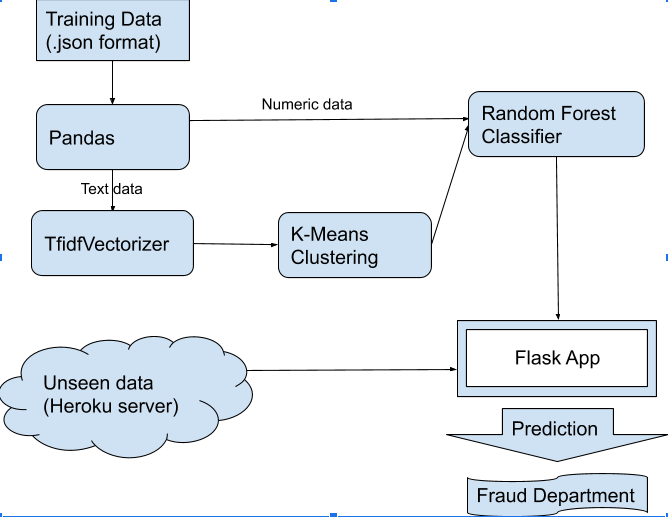 Training Data
(.json format)
Numeric data
Random Forest
Classifier
Pandas
Text data
TfidfVectorizer
K-Means
Clustering
Flask App
Unseen data
(Heroku server)
Prediction
Fraud Department